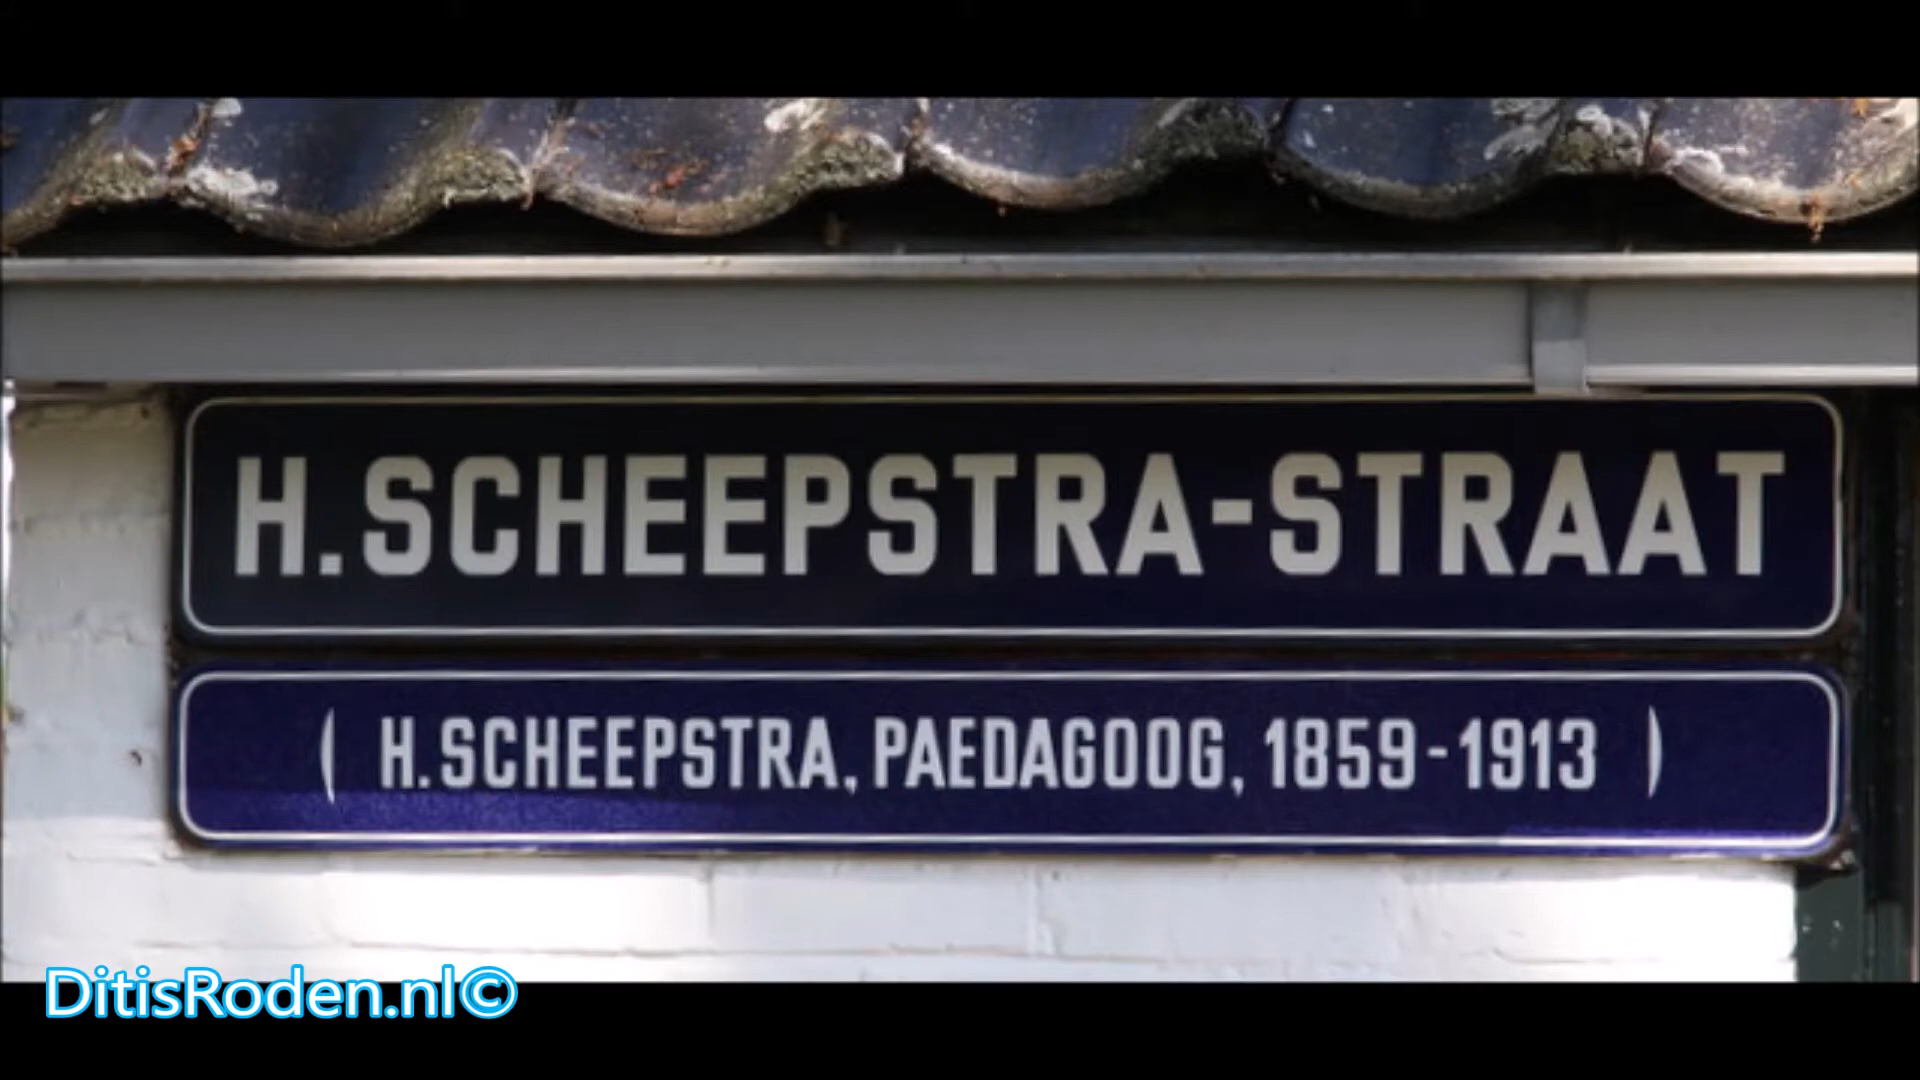 H.SCHEEPSTRA-STRAAT
( H.SCHEEPSTRA, PAEDAGOOG, 1859-1913 )
DitisRoden.nl©